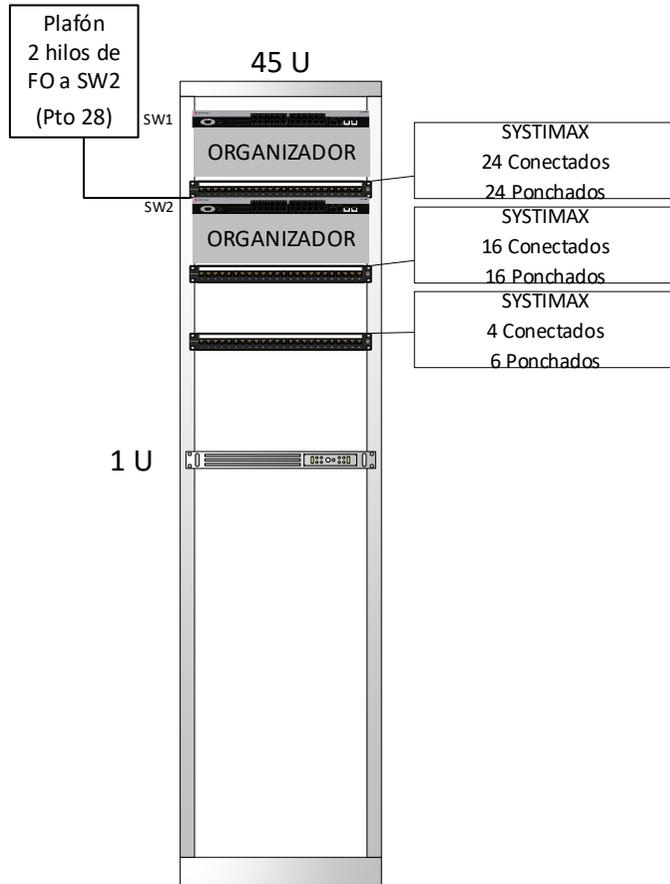 Plafón
2 hilos de
FO a SW2
(Pto 28)
45 U
SW1
ORGANIZADOR
SYSTIMAX
24 Conectados
24 Ponchados
SW2
ORGANIZADOR
SYSTIMAX
16 Conectados
16 Ponchados
SYSTIMAX
4 Conectados
6 Ponchados
1 U